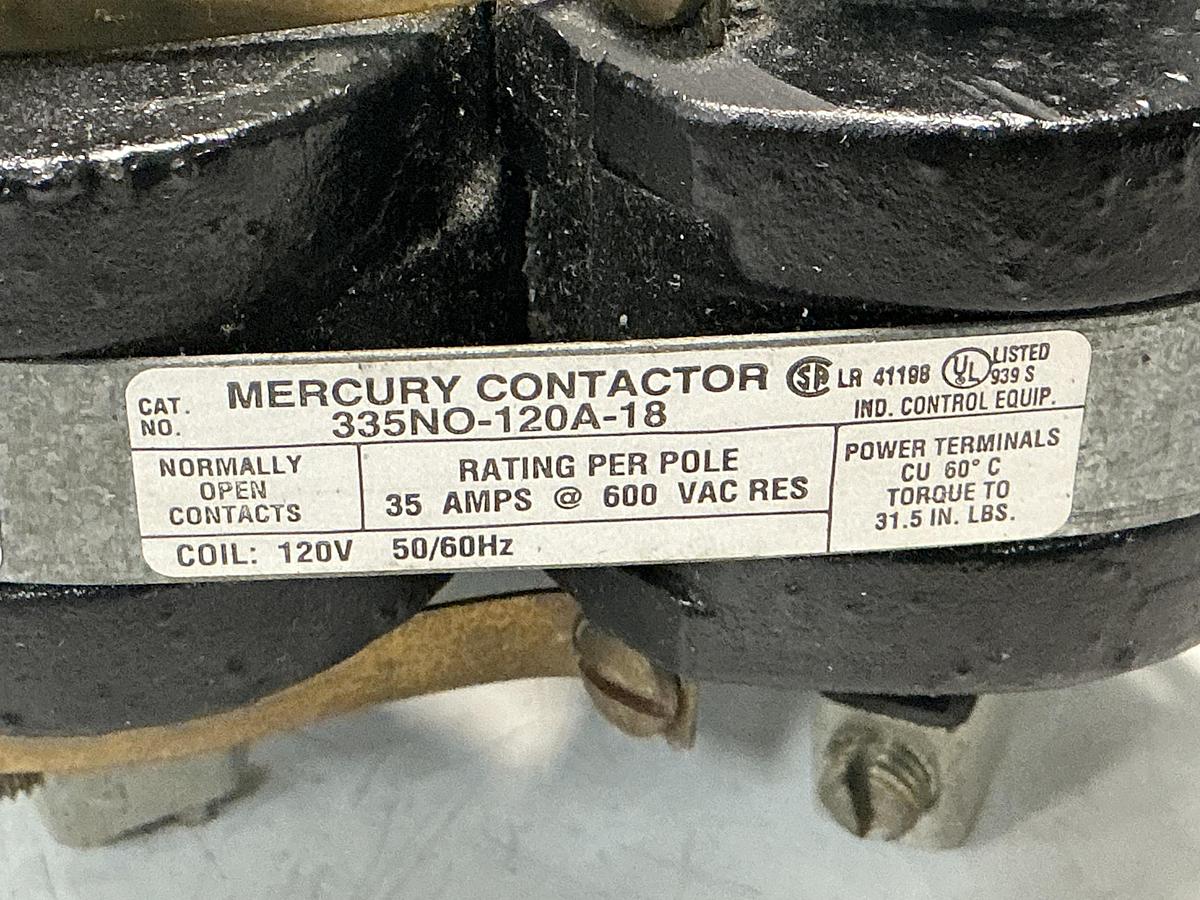 CAT.
NO.
MERCURY CONTACTOR
335NO-120A-18
SP LR 41198 UL LISTED
939 S
IND. CONTROL EQUIP.
NORMALLY
OPEN
CONTACTS
RATING PER POLE
35 AMPS @ 600 VAC RES
COIL: 120V 50/60Hz
POWER TERMINALS
CU 60° C
TORQUE TO
31.5 IN. LBS.